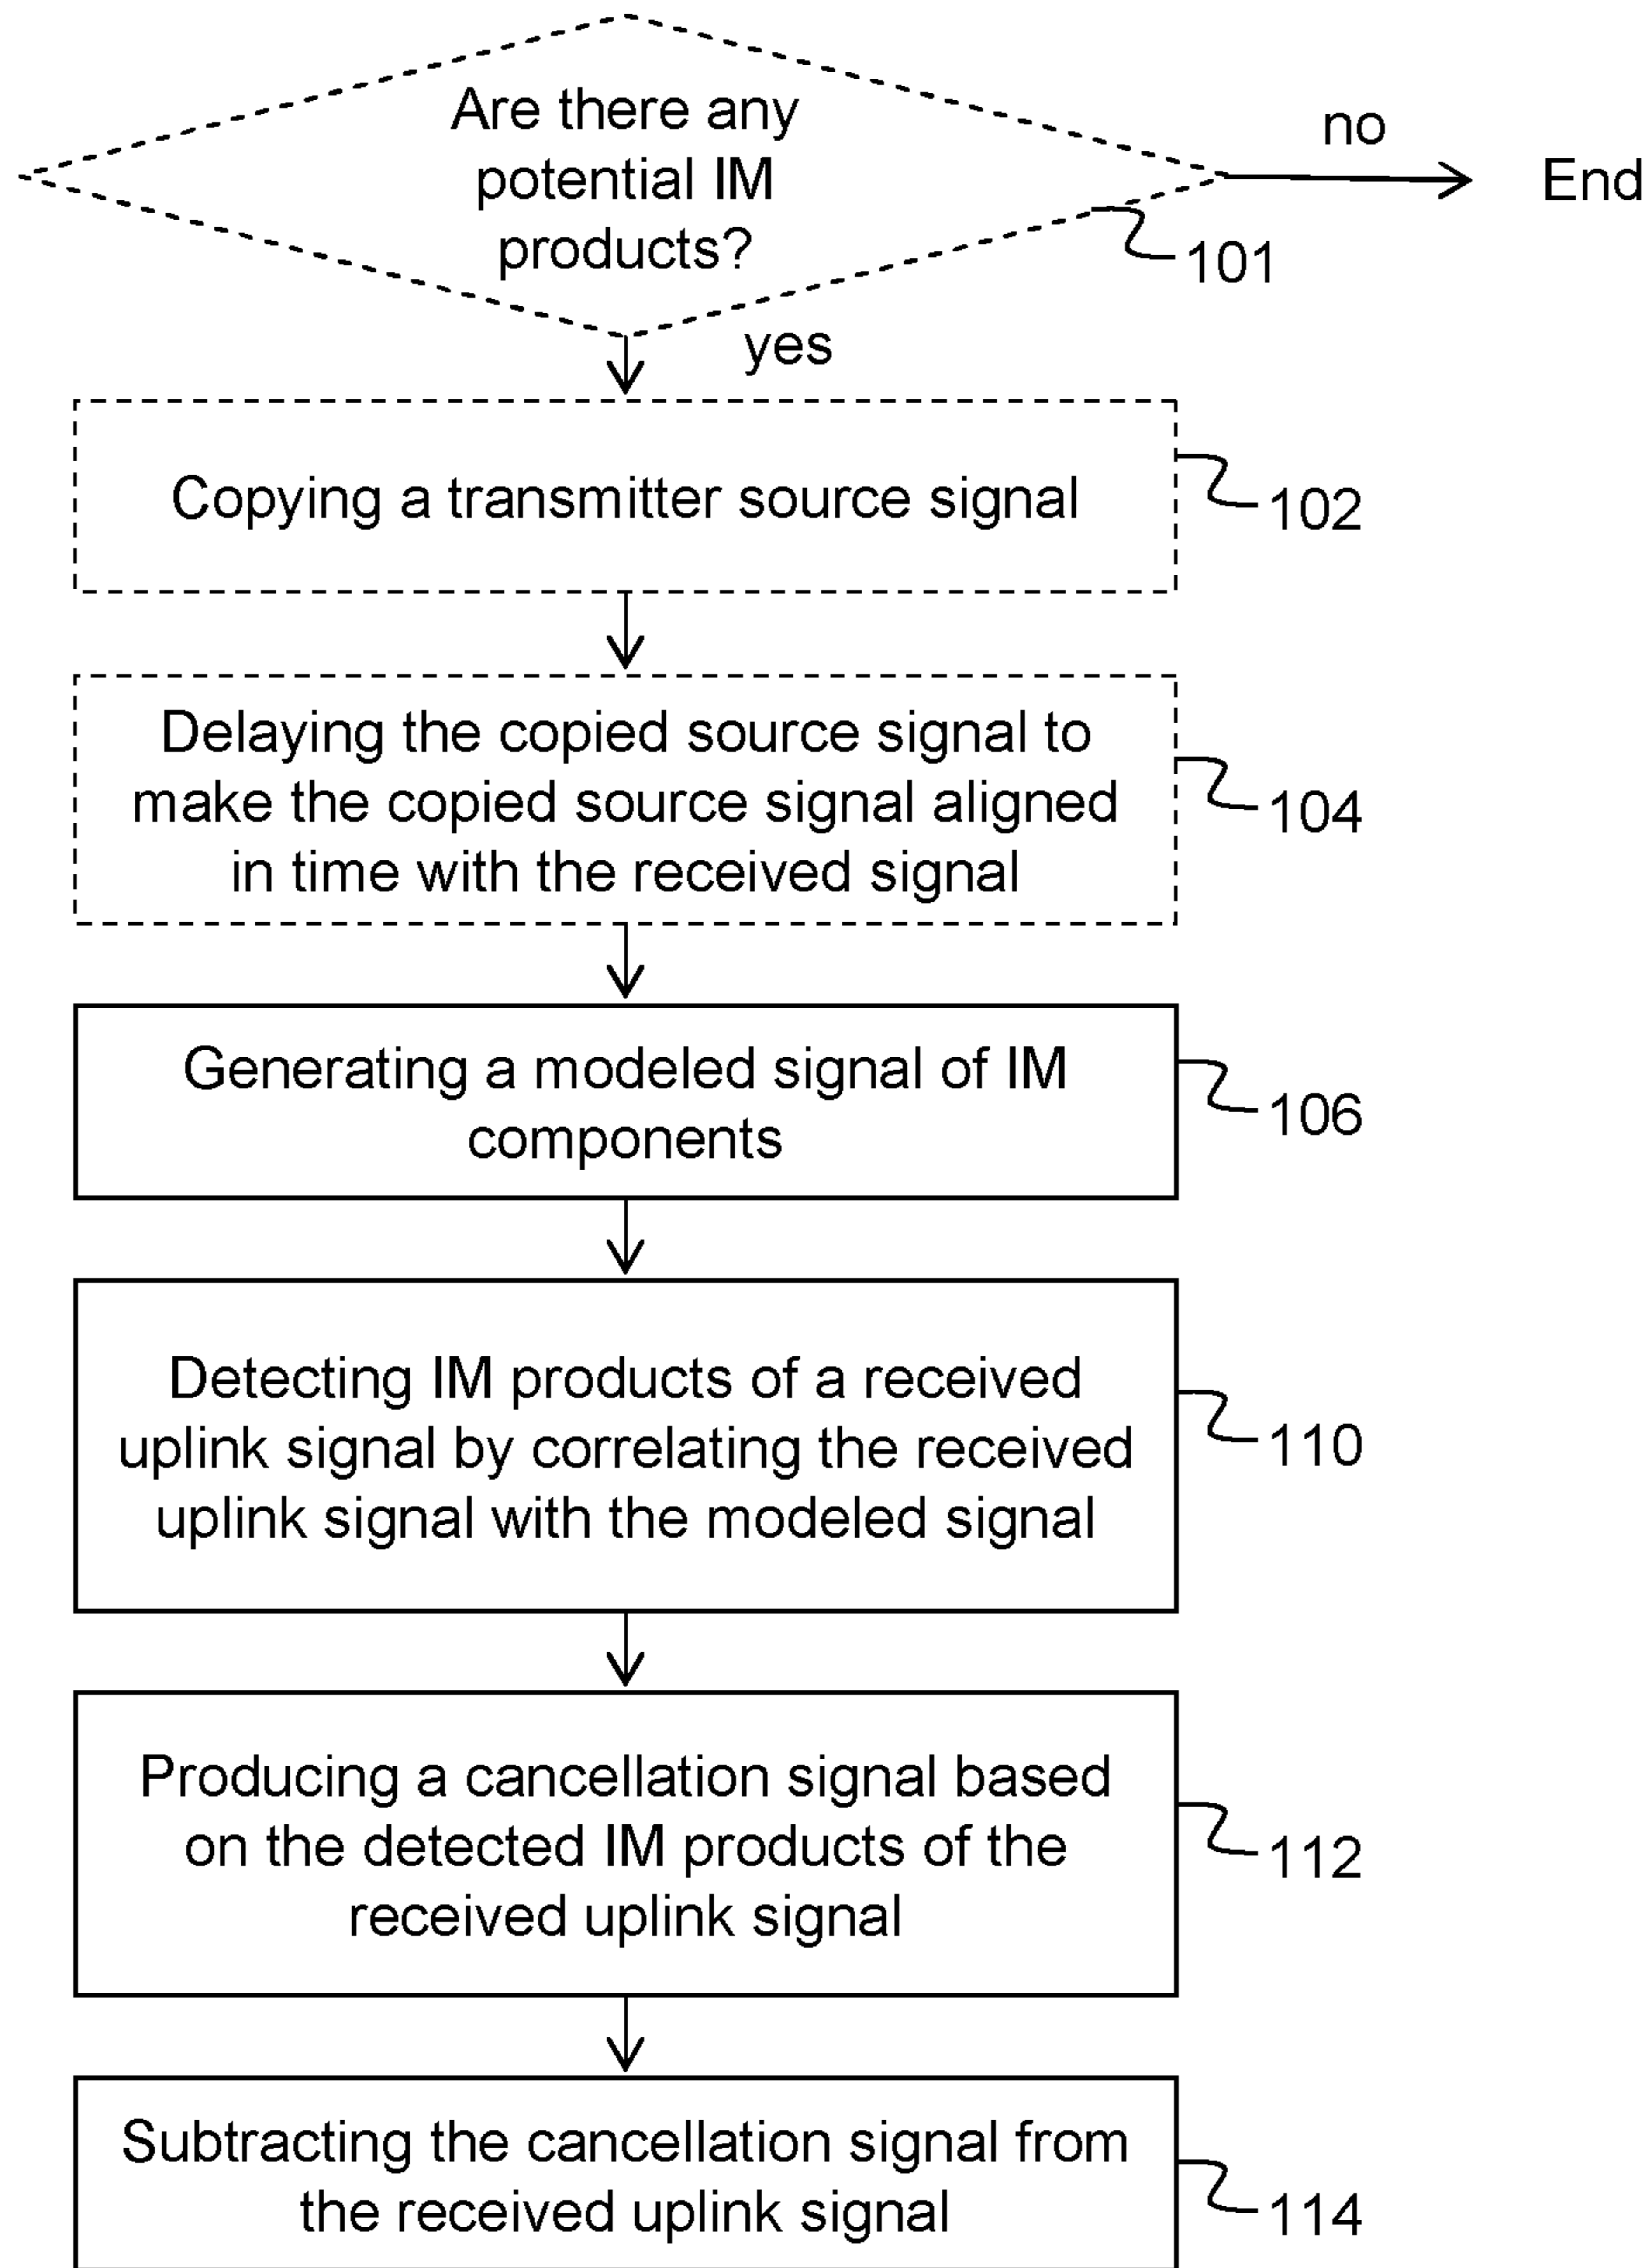 Are there any
potential IM
products?
no
End
101
yes
Copying a transmitter source signal
102
Delaying the copied source signal to
make the copied source signal aligned
in time with the received signal
104
Generating a modeled signal of IM
components
106
Detecting IM products of a received
uplink signal by correlating the received
uplink signal with the modeled signal
110
Producing a cancellation signal based
on the detected IM products of the
received uplink signal
112
Subtracting the cancellation signal from
the received uplink signal
114